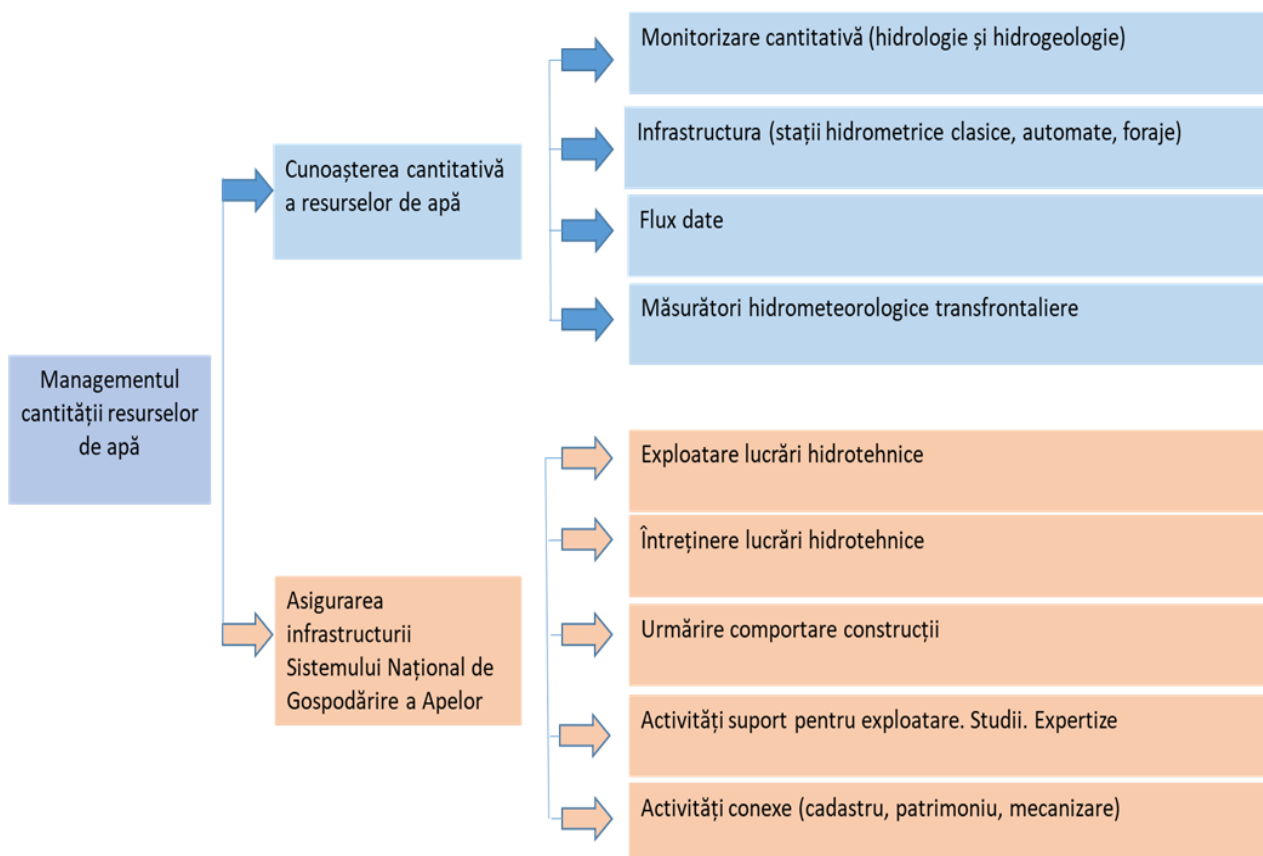 Managementul
cantității resurselor
de apă
Cunoașterea cantitativă
a resurselor de apă
Monitorizare cantitativă (hidrologie și hidrogeologie)
Infrastructura (stații hidrometrice clasice, automate, foraje)
Flux date
Măsurători hidrometeorologice transfrontaliere
Asigurarea
infrastructurii
Sistemului Național de
Gospodărire a Apelor
Exploatare lucrări hidrotehnice
Întreținere lucrări hidrotehnice
Urmărire comportare construcții
Activități suport pentru exploatare. Studii. Expertize
Activități conexe (cadastru, patrimoniu, mecanizare)